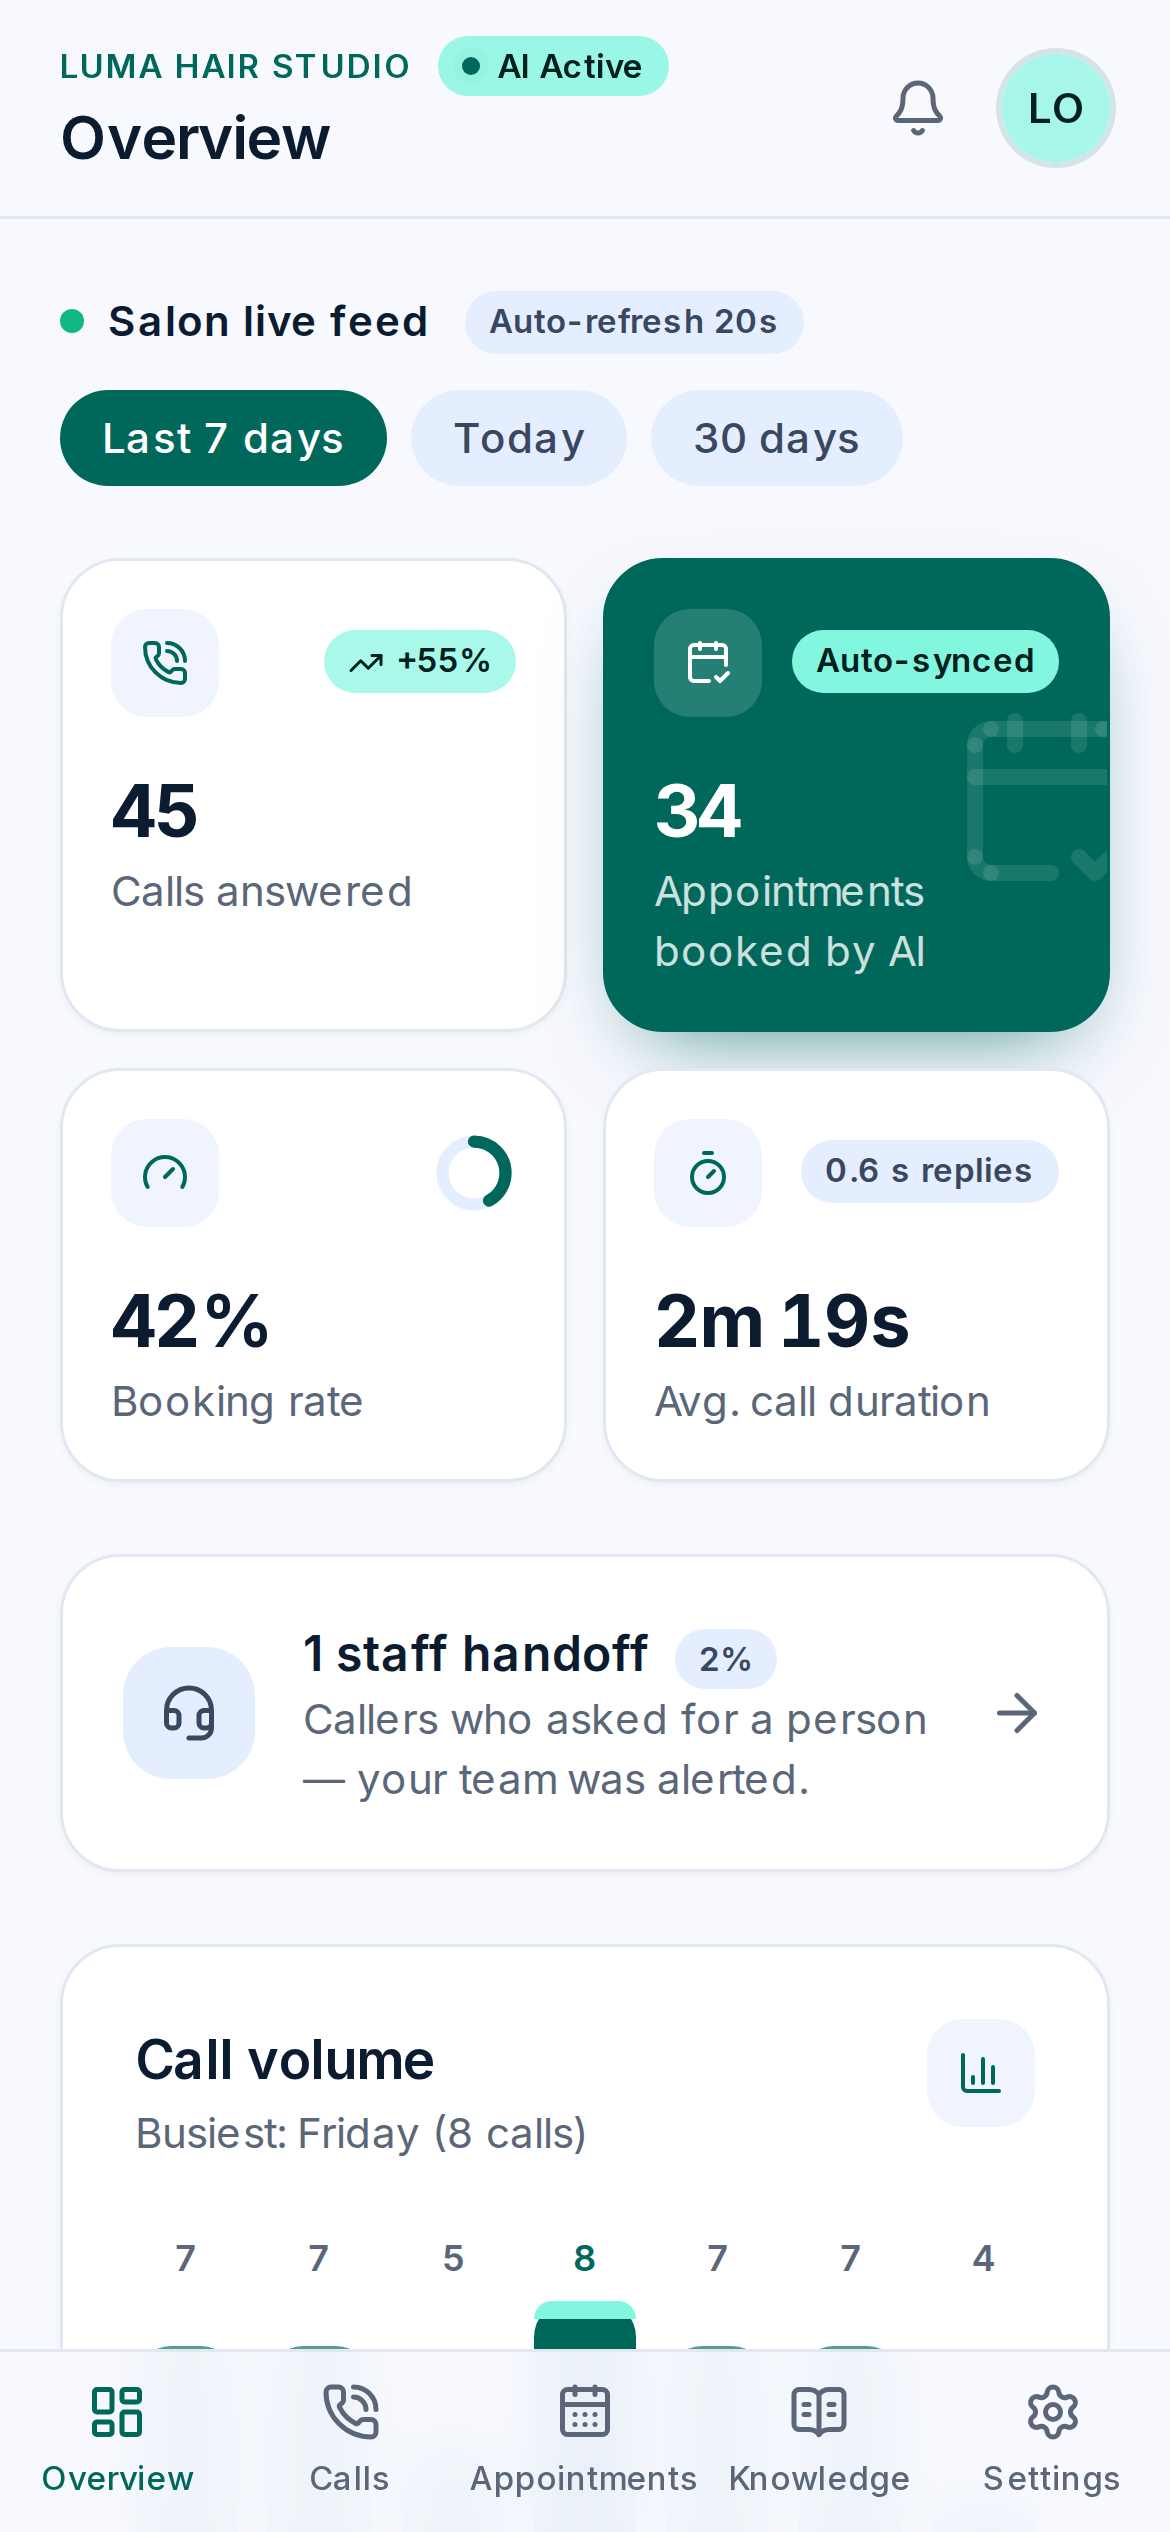 LUMA HAIR STUDIO AI Active
Overview
LO
Salon live feed Auto-refresh 20s
Last 7 days Today 30 days
+55%
45
Calls answered
Auto-synced
34
Appointments
booked by AI
42%
Booking rate
0.6 s replies
2m 19s
Avg. call duration
1 staff handoff 2%
Callers who asked for a person
— your team was alerted.
Call volume
Busiest: Friday (8 calls)
7 7 5 8 7 7 4
Overview Calls Appointments Knowledge Settings